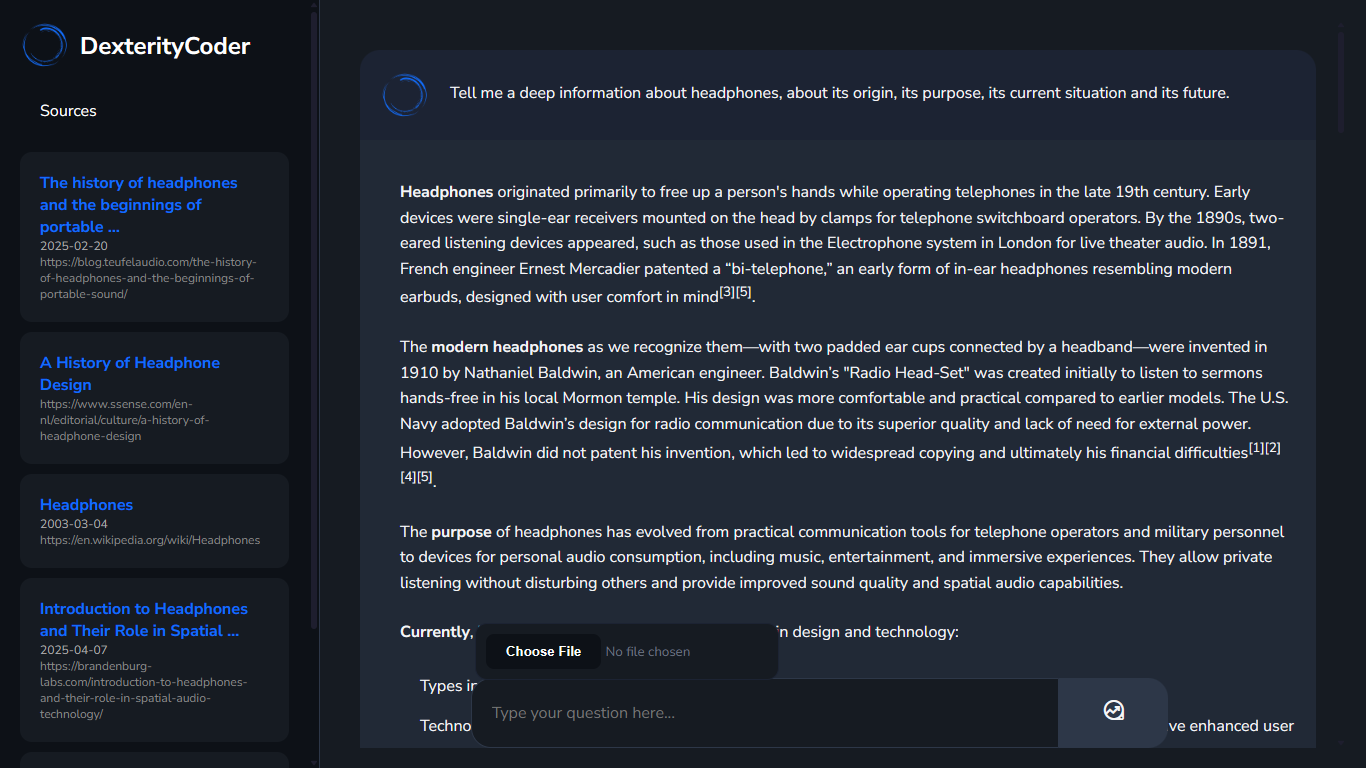 DexterityCoder
Sources
The history of headphones
and the beginnings of
portable ...
2025-02-20
https://blog.teufelaudio.com/the-history-
of-headphones-and-the-beginnings-of-
portable-sound/
A History of Headphone
Design
https://www.ssense.com/en-
nl/editorial/culture/a-history-of-
headphone-design
Headphones
2003-03-04
https://en.wikipedia.org/wiki/Headphones
Introduction to Headphones
and Their Role in Spatial ...
2025-04-07
https://brandenburg-
labs.com/introduction-to-headphones-
and-their-role-in-spatial-audio-
technology/
Tell me a deep information about headphones, about its origin, its purpose, its current situation and its future.
Headphones originated primarily to free up a person's hands while operating telephones in the late 19th century. Early
devices were single-ear receivers mounted on the head by clamps for telephone switchboard operators. By the 1890s, two-
eared listening devices appeared, such as those used in the Electrophone system in London for live theater audio. In 1891,
French engineer Ernest Mercadier patented a “bi-telephone,” an early form of in-ear headphones resembling modern
earbuds, designed with user comfort in mind[3][5].
The modern headphones as we recognize them—with two padded ear cups connected by a headband—were invented in
1910 by Nathaniel Baldwin, an American engineer. Baldwin’s "Radio Head-Set" was created initially to listen to sermons
hands-free in his local Mormon temple. His design was more comfortable and practical compared to earlier models. The U.S.
Navy adopted Baldwin’s design for radio communication due to its superior quality and lack of need for external power.
However, Baldwin did not patent his invention, which led to widespread copying and ultimately his financial difficulties[1][2]
[4][5].
The purpose of headphones has evolved from practical communication tools for telephone operators and military personnel
to devices for personal audio consumption, including music, entertainment, and immersive experiences. They allow private
listening without disturbing others and provide improved sound quality and spatial audio capabilities.
Currently, in design and technology:
Choose File No file chosen
Types
Type your question here...
ve enhanced user